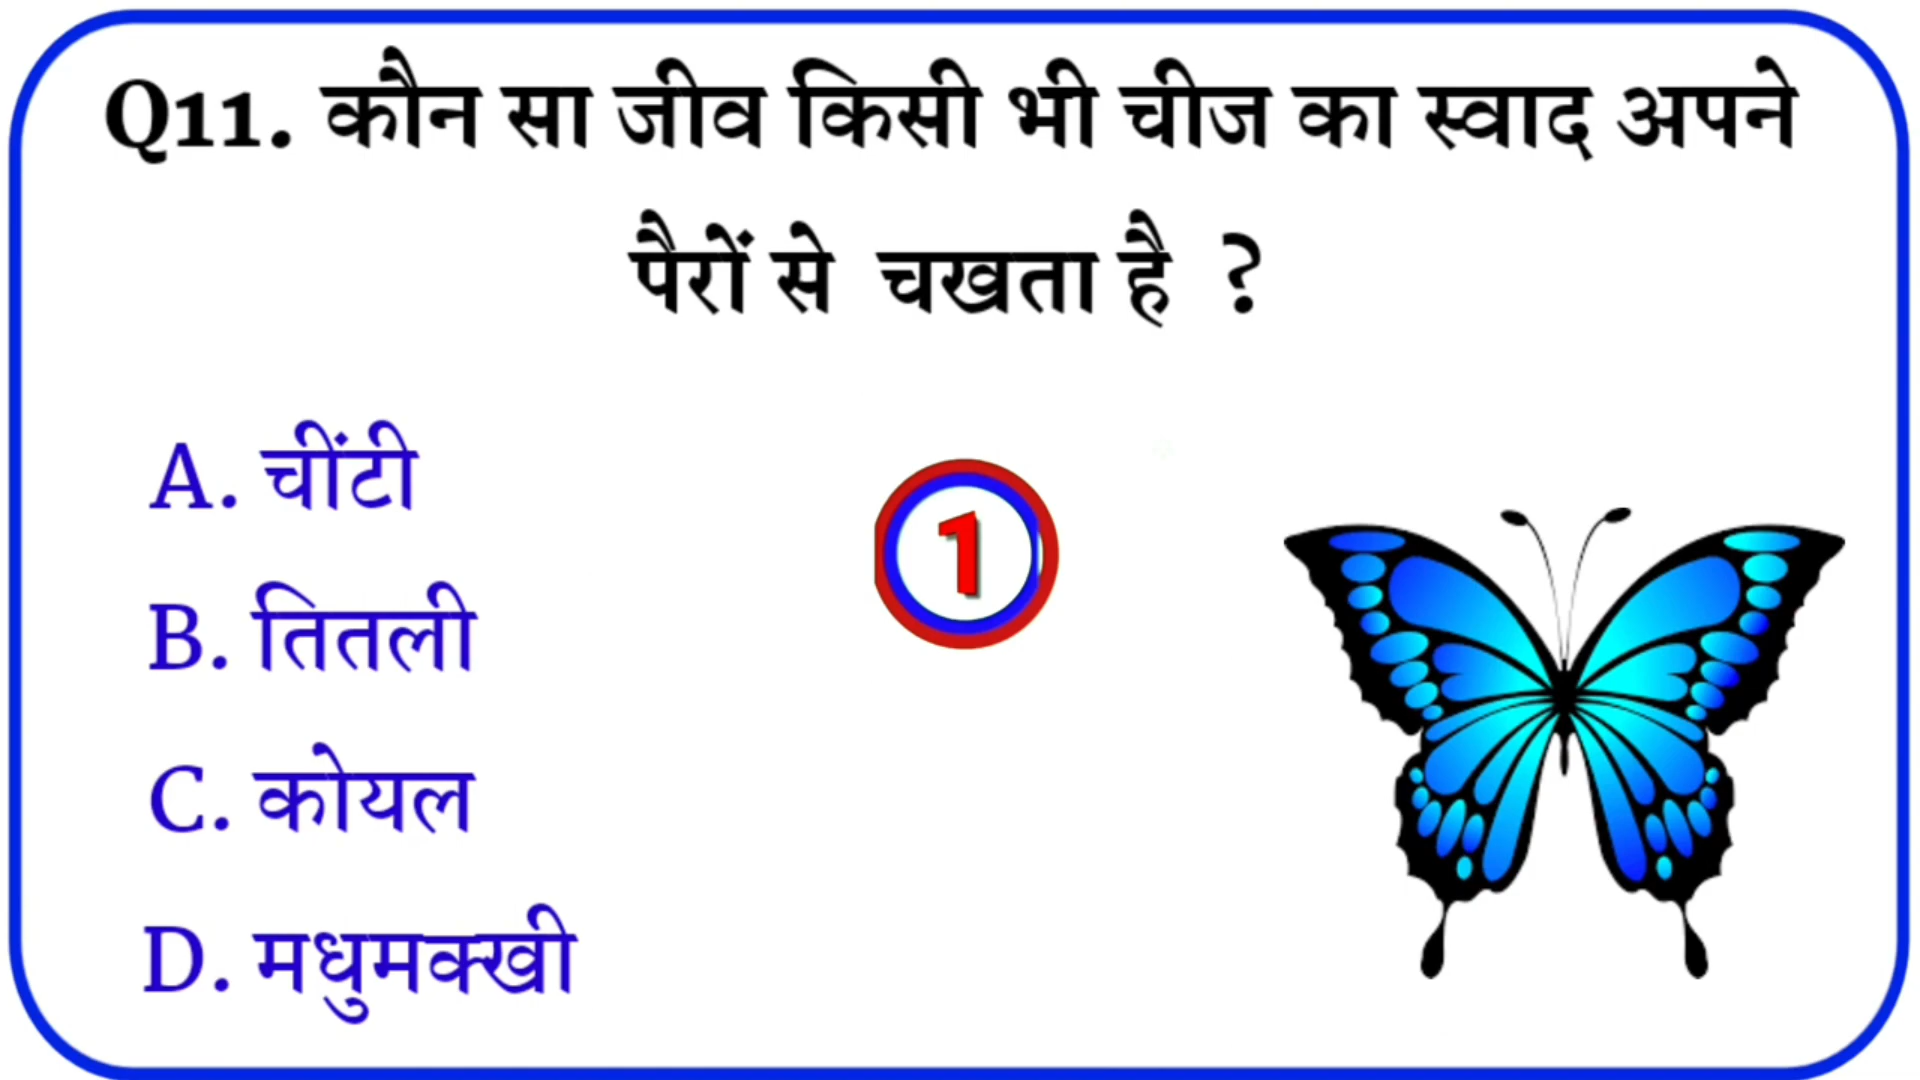 Q11. कौन सा जीव किसी भी चीज का स्वाद अपने
पैरों से चखता है ?
A. चींटी
1
B. तितली
C. कोयल
D. मधुमक्खी